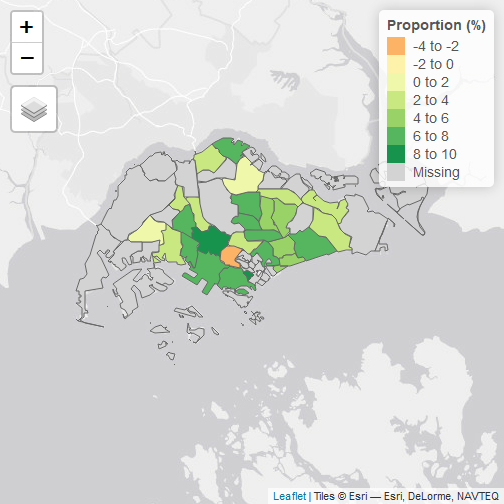 +
−
Proportion (%)
-4 to -2
-2 to 0
0 to 2
2 to 4
4 to 6
6 to 8
8 to 10
Missing
Leaflet | Tiles © Esri — Esri, DeLorme, NAVTEQ